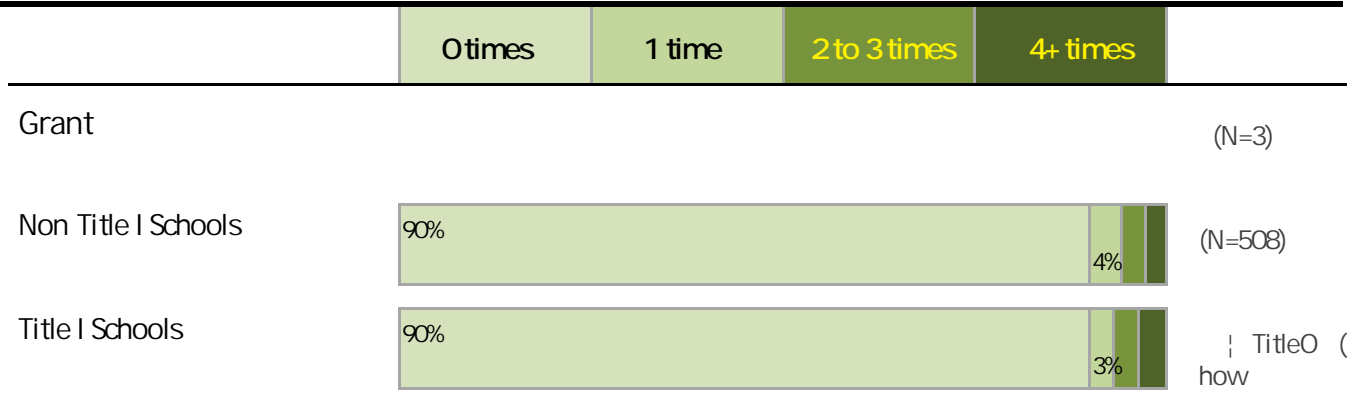 0 times 1 time 2 to 3 times 4+ times
Grant (N=3)
Non Title I Schools 90% 4% (N=508)
Title I Schools 90% 3% ¦ TitleO (
how